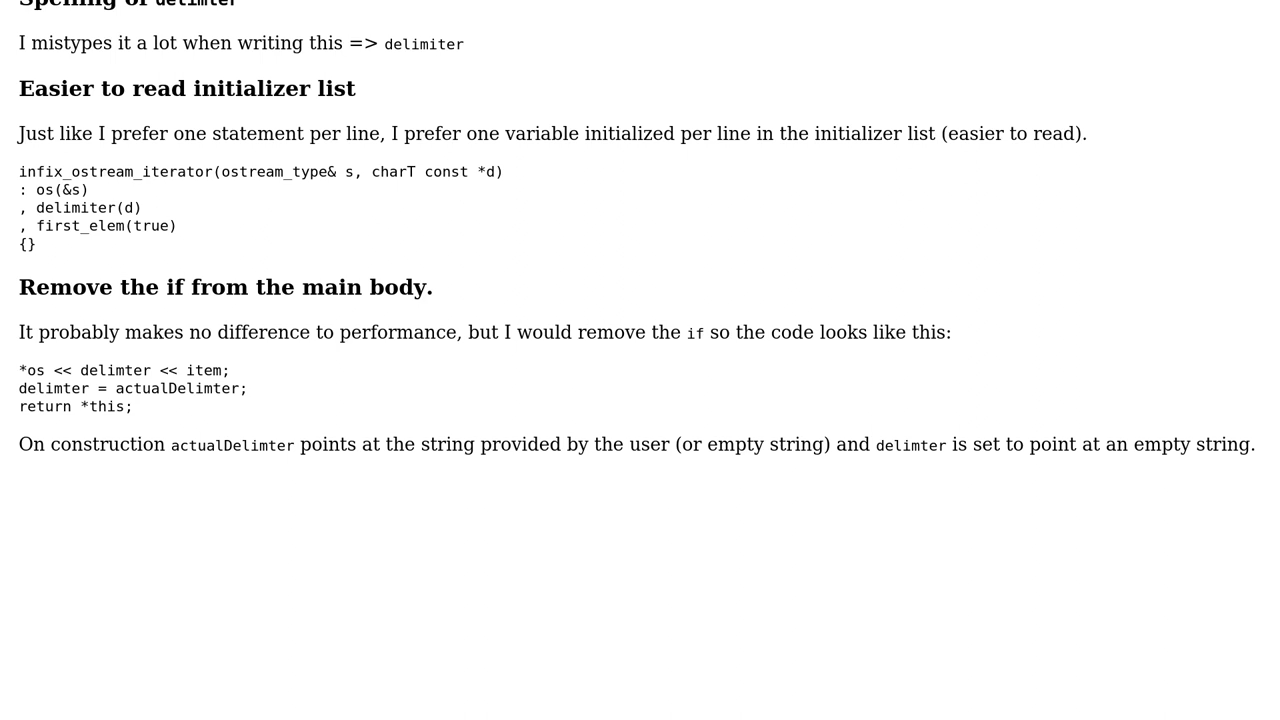 Spelling of delimter
I mistypes it a lot when writing this => delimiter
Easier to read initializer list
Just like I prefer one statement per line, I prefer one variable initialized per line in the initializer list (easier to read).
infix_ostream_iterator(ostream_type& s, charT const *d)
: os(&s)
, delimiter(d)
, first_elem(true)
{}
Remove the if from the main body.
It probably makes no difference to performance, but I would remove the if so the code looks like this:
*os << delimter << item;
delimter = actualDelimter;
return *this;
On construction actualDelimter points at the string provided by the user (or empty string) and delimter is set to point at an empty string.